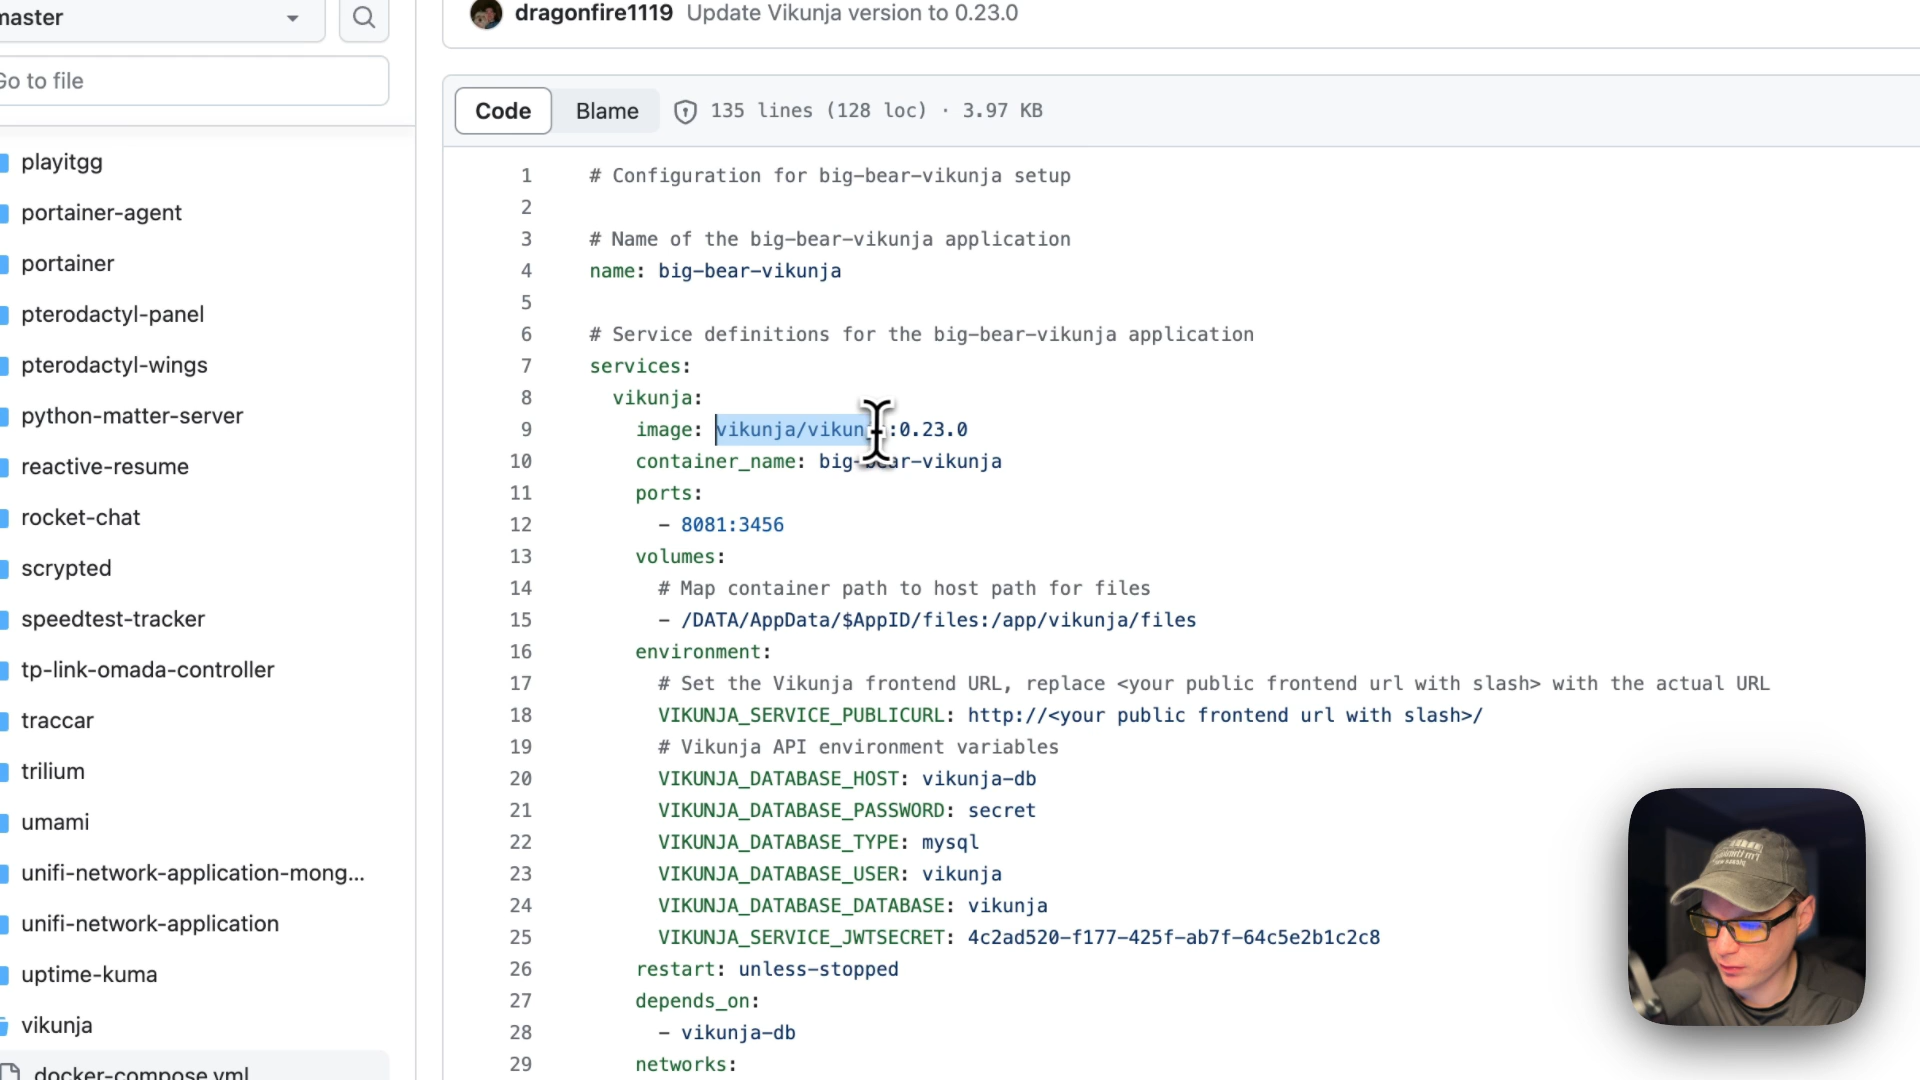 master
dragonfire1119 Update Vikunja version to 0.23.0
Go to file
Code Blame 135 lines (128 loc) · 3.97 KB
playitgg
portainer-agent
portainer
pterodactyl-panel
pterodactyl-wings
python-matter-server
reactive-resume
rocket-chat
scrypted
speedtest-tracker
tp-link-omada-controller
traccar
trilium
umami
unifi-network-application-mong...
unifi-network-application
uptime-kuma
vikunja
docker-compose.yml
1 # Configuration for big-bear-vikunja setup
2
3 # Name of the big-bear-vikunja application
4 name: big-bear-vikunja
5
6 # Service definitions for the big-bear-vikunja application
7 services:
8 vikunja:
9 image: vikunja/vikunja:0.23.0
10 container_name: big-bear-vikunja
11 ports:
12 - 8081:3456
13 volumes:
14 # Map container path to host path for files
15 - /DATA/AppData/$AppID/files:/app/vikunja/files
16 environment:
17 # Set the Vikunja frontend URL, replace <your public frontend url with slash> with the actual URL
18 VIKUNJA_SERVICE_PUBLICURL: http://<your public frontend url with slash>/
19 # Vikunja API environment variables
20 VIKUNJA_DATABASE_HOST: vikunja-db
21 VIKUNJA_DATABASE_PASSWORD: secret
22 VIKUNJA_DATABASE_TYPE: mysql
23 VIKUNJA_DATABASE_USER: vikunja
24 VIKUNJA_DATABASE_DATABASE: vikunja
25 VIKUNJA_SERVICE_JWTSECRET: 4c2ad520-f177-425f-ab7f-64c5e2b1c2c8
26 restart: unless-stopped
27 depends_on:
28 - vikunja-db
29 networks: